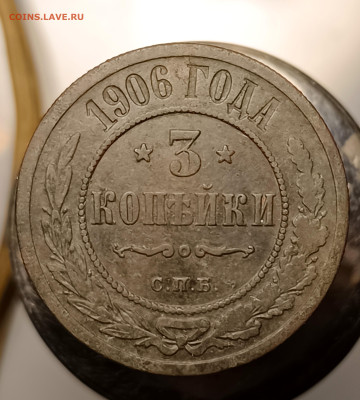 COINS.LAVE.RU
1906 ГОДА
3
КОПѢЙКИ
С.П.Б.